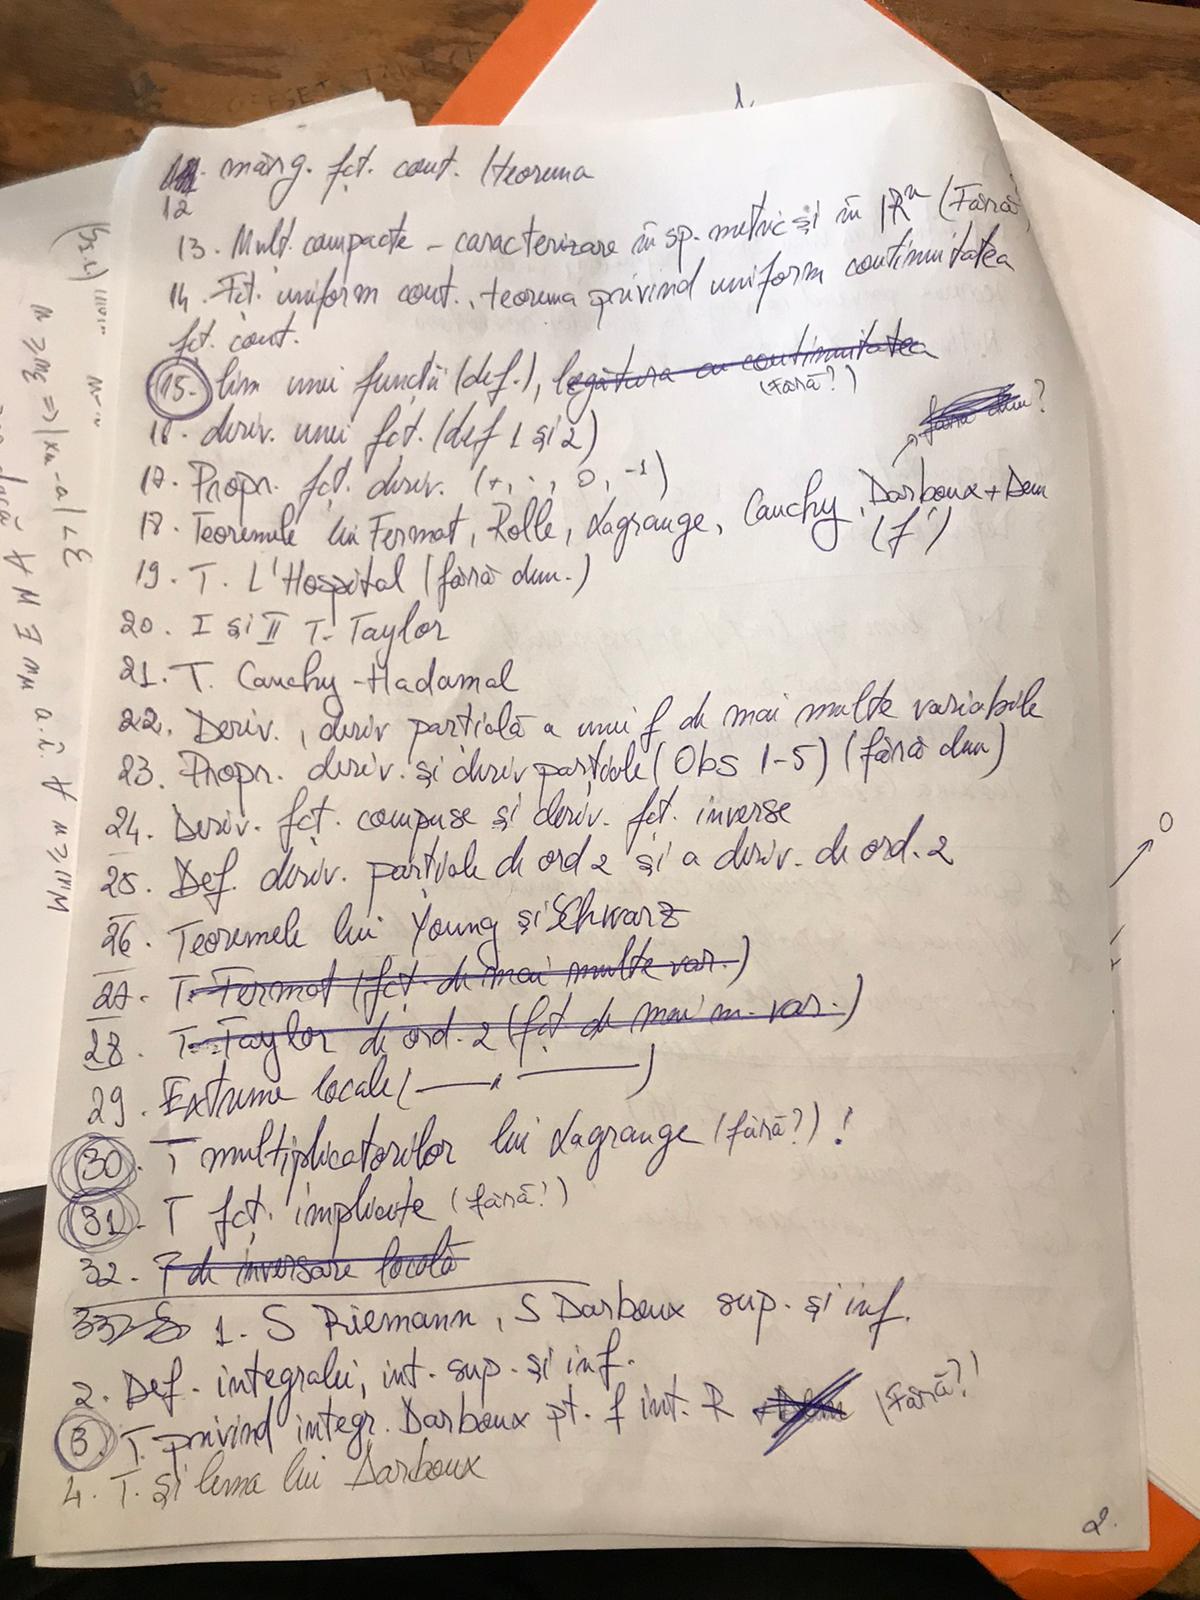 mărg. fct. cont. (teorema
12
13. Mult. compacte - caracterizare în sp. metric și în |R^n (Fără
14. Fct. uniform cont., teorema privind uniform continuitatea
fct. cont.
15. lim unei funcții (def.), legătura cu continuitatea
(Fără?)
16. deriv. unei fct. (def 1 și 2)
fără dem?
17. Propr. fct. deriv. (+, ·, o, -1)
18. Teoremele lui Fermat, Rolle, Lagrange, Cauchy, Darboux + Dem
(f')
19. T. L'Hospital (fără dem.)
20. I și II T. Taylor
21. T. Cauchy-Hadamal
22. Deriv., deriv parțială a unei f de mai multe variabile
23. Propr. deriv. și deriv parțiale (Obs 1-5) (fără dem)
24. Deriv. fct. compuse și deriv. fct. inverse
25. Def. deriv. parțiale de ord 2 și a deriv. de ord. 2
26. Teoremele lui Young și Schwarz
27. T. Fermat (fct. de mai multe var.)
28. T. Taylor de ord. 2 (fct de mai m. var.)
29. Extreme locale (—— " ——)
30. T multiplicatorilor lui Lagrange (fără?) !
31. T fct. implicite (fără?)
32. T de inversare locală
33 1. S Riemann, S Darboux sup. și inf.
2. Def. integralei, int. sup. și inf.
3. T. privind integr. Darboux pt. f int. R (Fără?!
4. T. și lema lui Darboux
2.